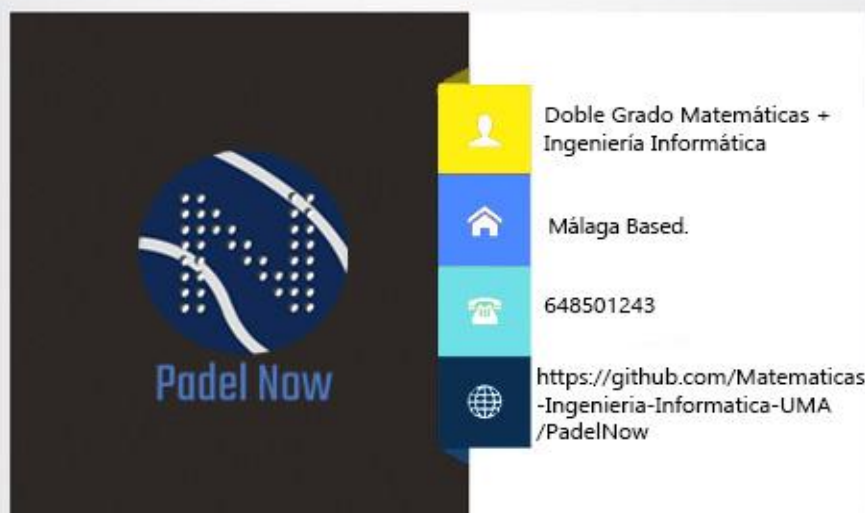 Padel Now
Doble Grado Matemáticas +
Ingeniería Informática
Málaga Based.
648501243
https://github.com/Matematicas
-Ingenieria-Informatica-UMA
/PadelNow